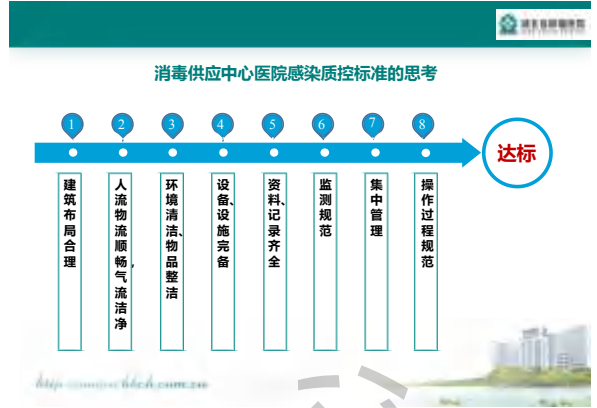 消毒供应中心医院感染质控标准的思考
1
2
3
4
5
6
7
8
达标
建筑布局合理
人流物流顺畅，气流洁净
环境清洁、物品整洁
设备、设施完备
资料、记录齐全
监测规范
集中管理
操作过程规范